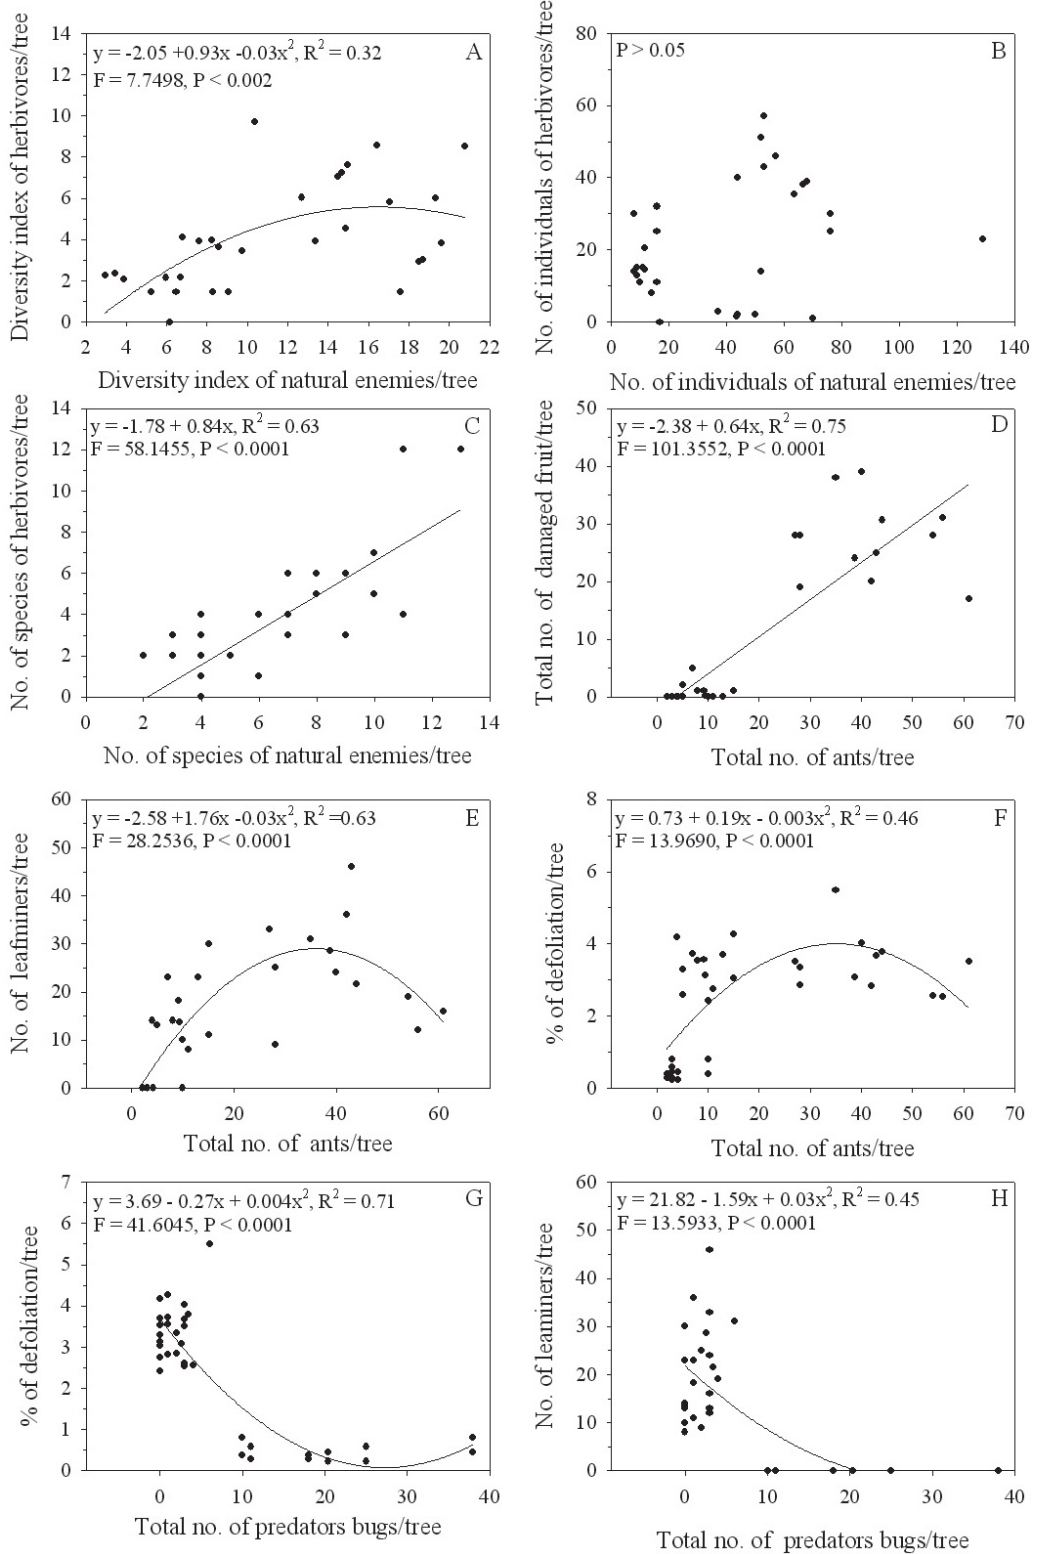 Diversity index of herbivores/tree
14
12
10
8
6
4
2
0
y = -2.05 +0.93x -0.03x², R² = 0.32
F = 7.7498, P < 0.002
A
2 4 6 8 10 12 14 16 18 20 22
Diversity index of natural enemies/tree
No. of individuals of herbivores/tree
80
60
40
20
0
P > 0.05
B
0 20 40 60 80 100 120 140
No. of individuals of natural enemies/tree
No. of species of herbivores/tree
14
12
10
8
6
4
2
0
y = -1.78 + 0.84x, R² = 0.63
F = 58.1455, P < 0.0001
C
0 2 4 6 8 10 12 14
No. of species of natural enemies/tree
Total no. of damaged fruit/tree
50
40
30
20
10
0
y = -2.38 + 0.64x, R² = 0.75
F = 101.3552, P < 0.0001
D
0 10 20 30 40 50 60 70
Total no. of ants/tree
No. of leafminers/tree
60
50
40
30
20
10
0
y = -2.58 +1.76x -0.03x², R² =0.63
F = 28.2536, P < 0.0001
E
0 20 40 60
Total no. of ants/tree
% of defoliation/tree
8
6
4
2
0
y = 0.73 + 0.19x - 0.003x², R² = 0.46
F = 13.9690, P < 0.0001
F
0 10 20 30 40 50 60 70
Total no. of ants/tree
% of defoliation/tree
7
6
5
4
3
2
1
0
y = 3.69 - 0.27x + 0.004x², R² = 0.71
F = 41.6045, P < 0.0001
G
0 10 20 30 40
Total no. of predators bugs/tree
No. of leaminers/tree
60
50
40
30
20
10
0
y = 21.82 - 1.59x + 0.03x², R² = 0.45
F = 13.5933, P < 0.0001
H
0 10 20 30 40
Total no. of predators bugs/tree